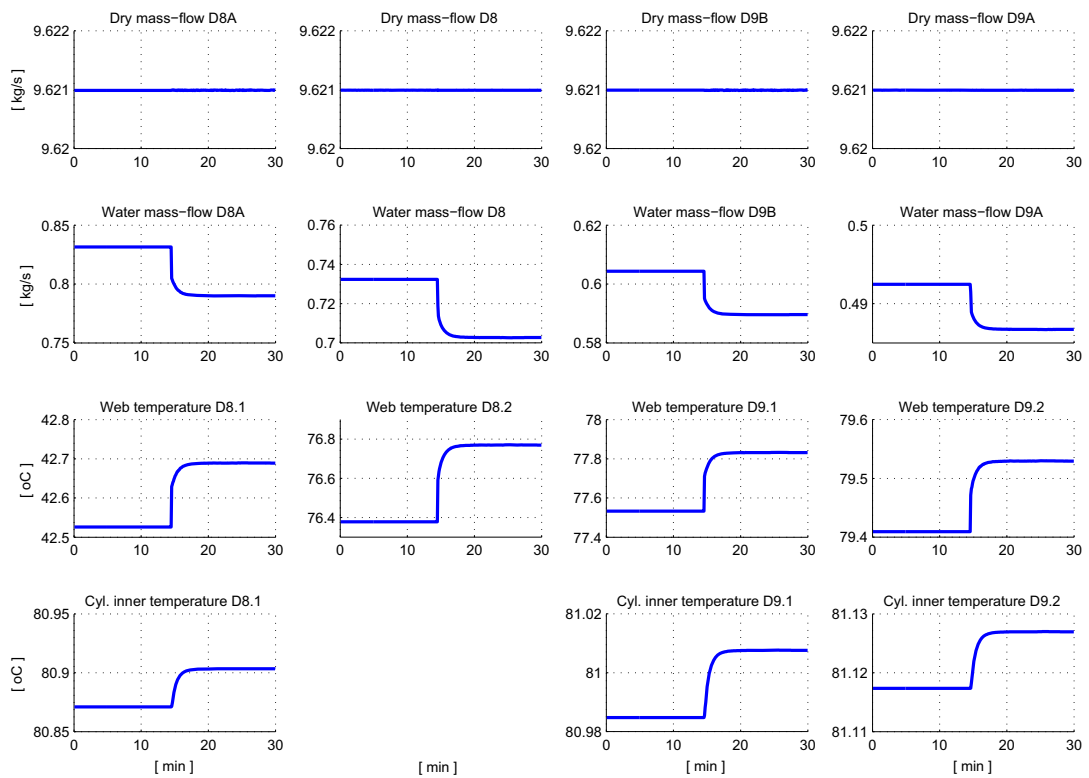 Dry mass−flow D8A
Dry mass−flow D8
Dry mass−flow D9B
Dry mass−flow D9A
9.622
9.622
9.622
9.622
[ kg/s ]
9.621
9.621
9.621
9.621
9.62
9.62
9.62
9.62
0 10 20 30
0 10 20 30
0 10 20 30
0 10 20 30
Water mass−flow D8A
Water mass−flow D8
Water mass−flow D9B
Water mass−flow D9A
[ kg/s ]
0.85
0.8
0.75
0 10 20 30
0.76
0.74
0.72
0.7
0 10 20 30
0.62
0.6
0.58
0 10 20 30
0.5
0.49
0 10 20 30
Web temperature D8.1
Web temperature D8.2
Web temperature D9.1
Web temperature D9.2
[ oC ]
42.8
42.7
42.6
42.5
0 10 20 30
76.8
76.6
76.4
0 10 20 30
78
77.8
77.6
77.4
0 10 20 30
79.6
79.5
79.4
0 10 20 30
Cyl. inner temperature D8.1
Cyl. inner temperature D9.1
Cyl. inner temperature D9.2
[ oC ]
80.95
80.9
80.85
0 10 20 30
81.02
81
80.98
0 10 20 30
81.13
81.12
81.11
0 10 20 30
[ min ]
[ min ]
[ min ]
[ min ]